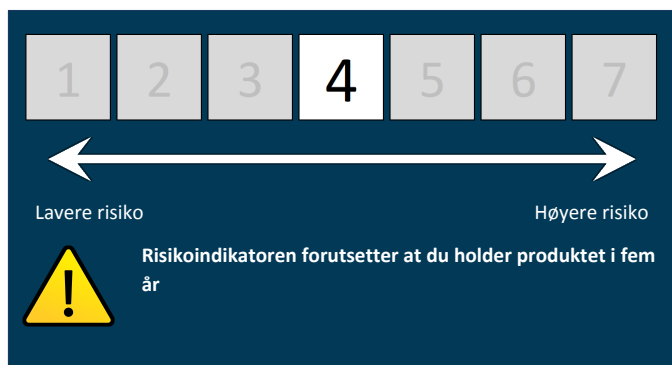 1 2 3 4 5 6 7
Lavere risiko Høyere risiko
Risikoindikatoren forutsetter at du holder produktet i fem
år